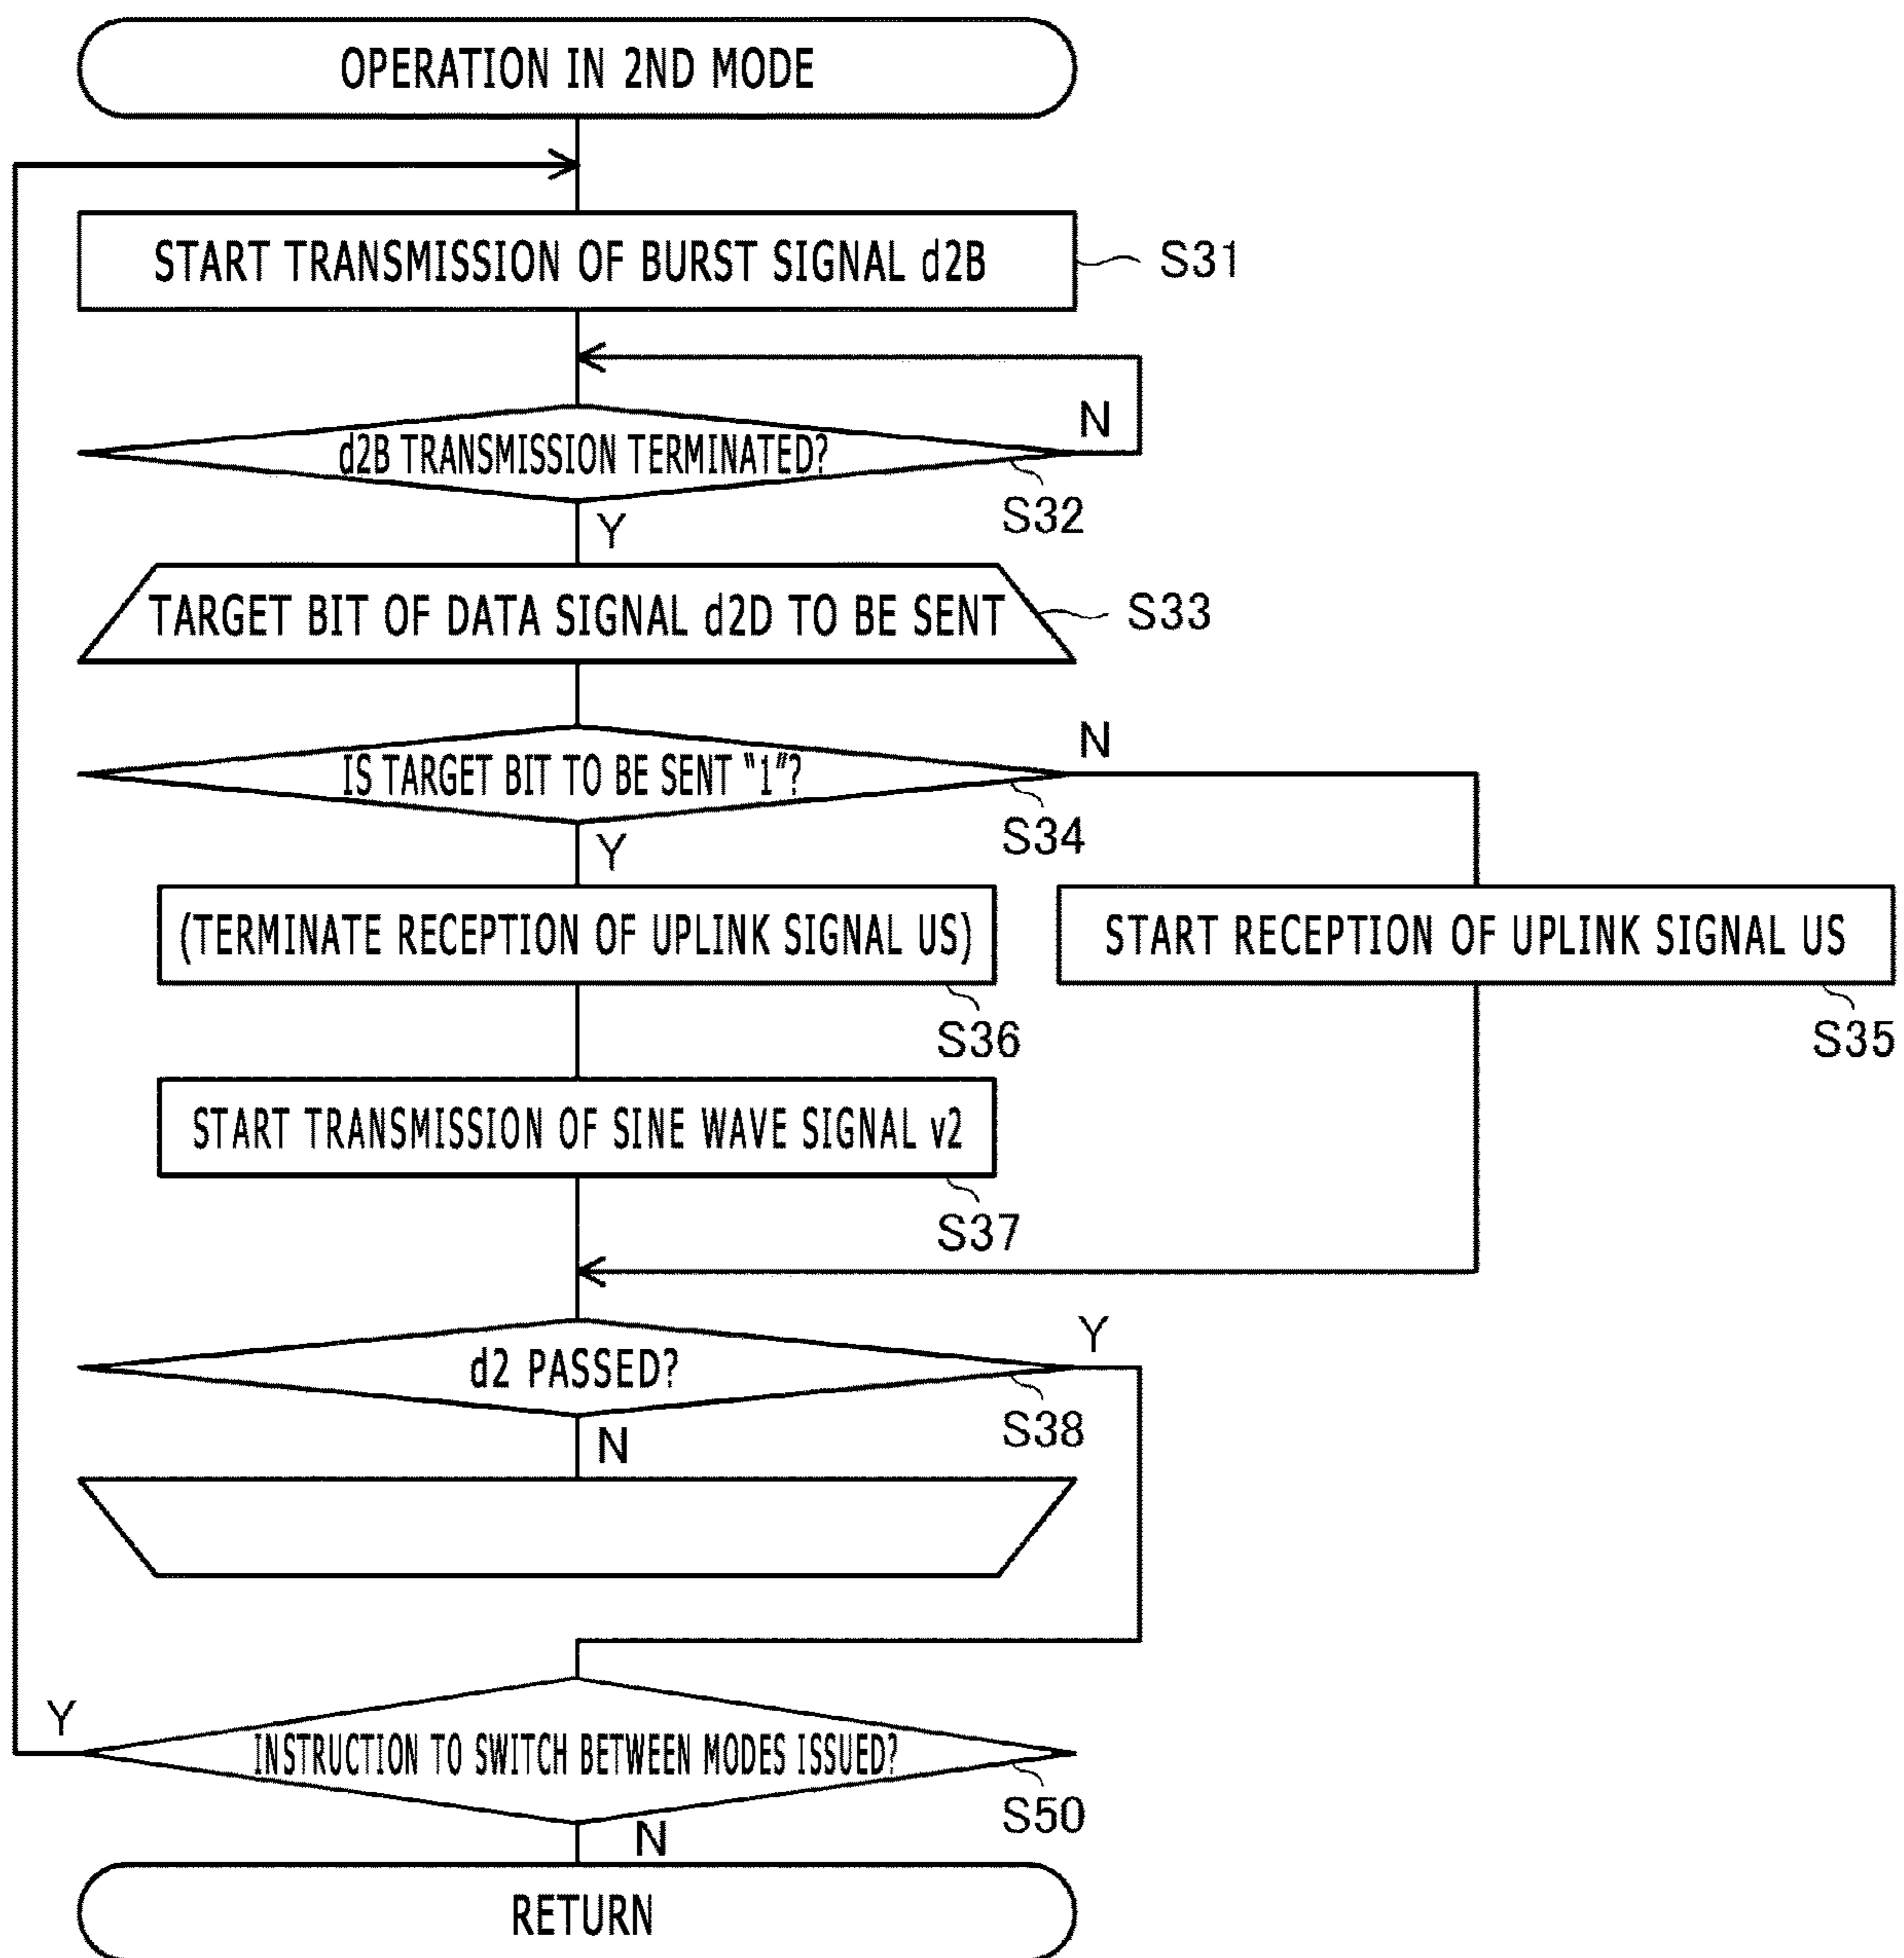 OPERATION IN 2ND MODE
START TRANSMISSION OF BURST SIGNAL d2B
S31
N
d2B TRANSMISSION TERMINATED?
S32
Y
TARGET BIT OF DATA SIGNAL d2D TO BE SENT
S33
N
IS TARGET BIT TO BE SENT “1”?
S34
Y
(TERMINATE RECEPTION OF UPLINK SIGNAL US)
START RECEPTION OF UPLINK SIGNAL US
S36
S35
START TRANSMISSION OF SINE WAVE SIGNAL v2
S37
Y
d2 PASSED?
S38
N
Y
INSTRUCTION TO SWITCH BETWEEN MODES ISSUED?
S50
N
RETURN